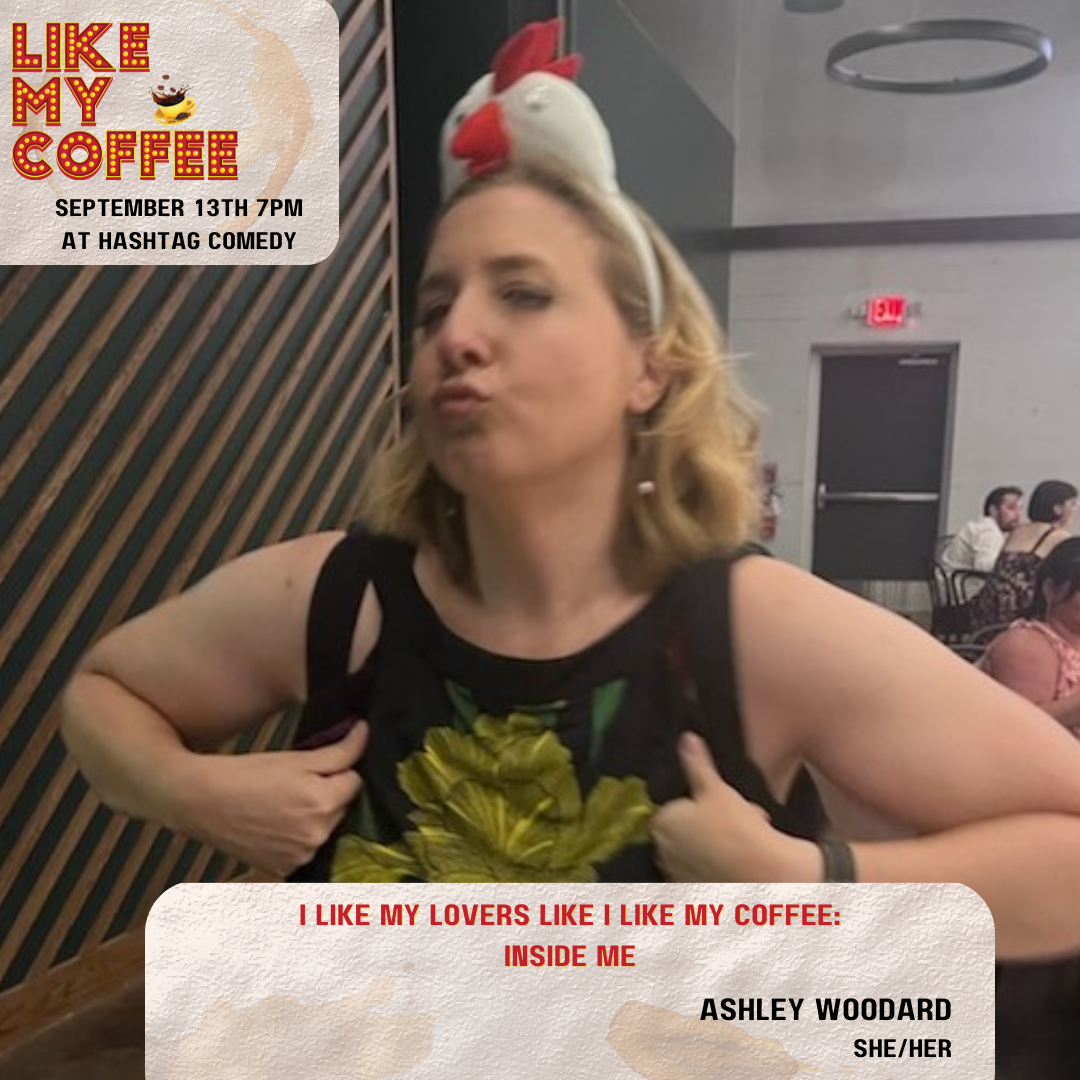 LIKE
MY
COFFEE
SEPTEMBER 13TH 7PM
AT HASHTAG COMEDY
EXIT
I LIKE MY LOVERS LIKE I LIKE MY COFFEE:
INSIDE ME
ASHLEY WOODARD
SHE/HER